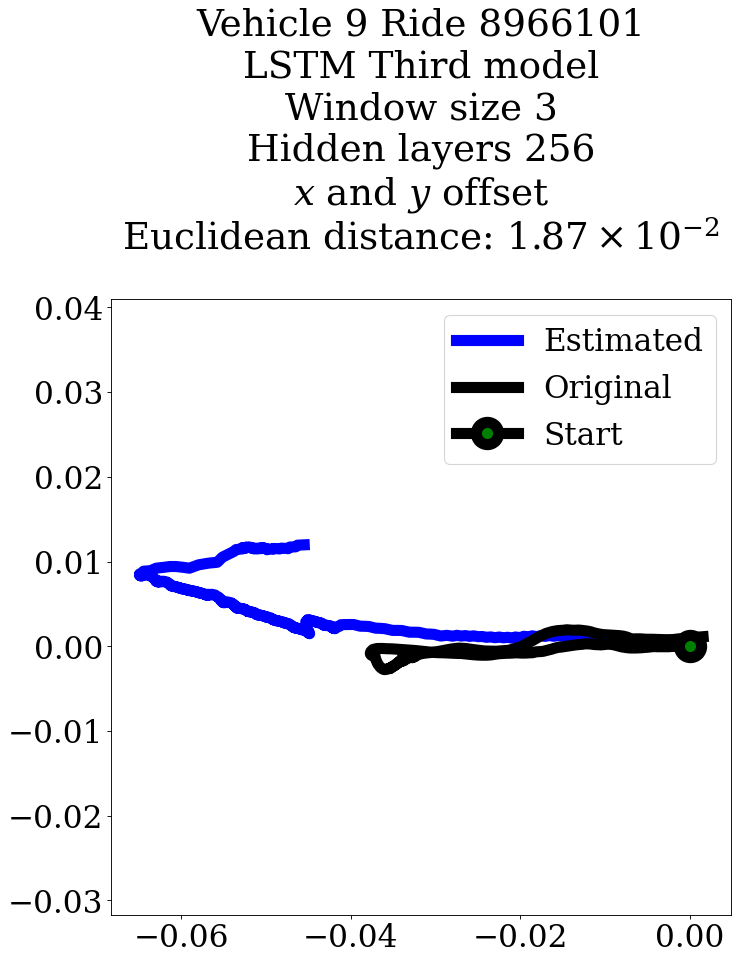 Vehicle 9 Ride 8966101
LSTM Third model
Window size 3
Hidden layers 256
x and y offset
Euclidean distance: 1.87 × 10⁻²
Estimated
Original
Start
0.04
0.03
0.02
0.01
0.00
−0.01
−0.02
−0.03
−0.06 −0.04 −0.02 0.00